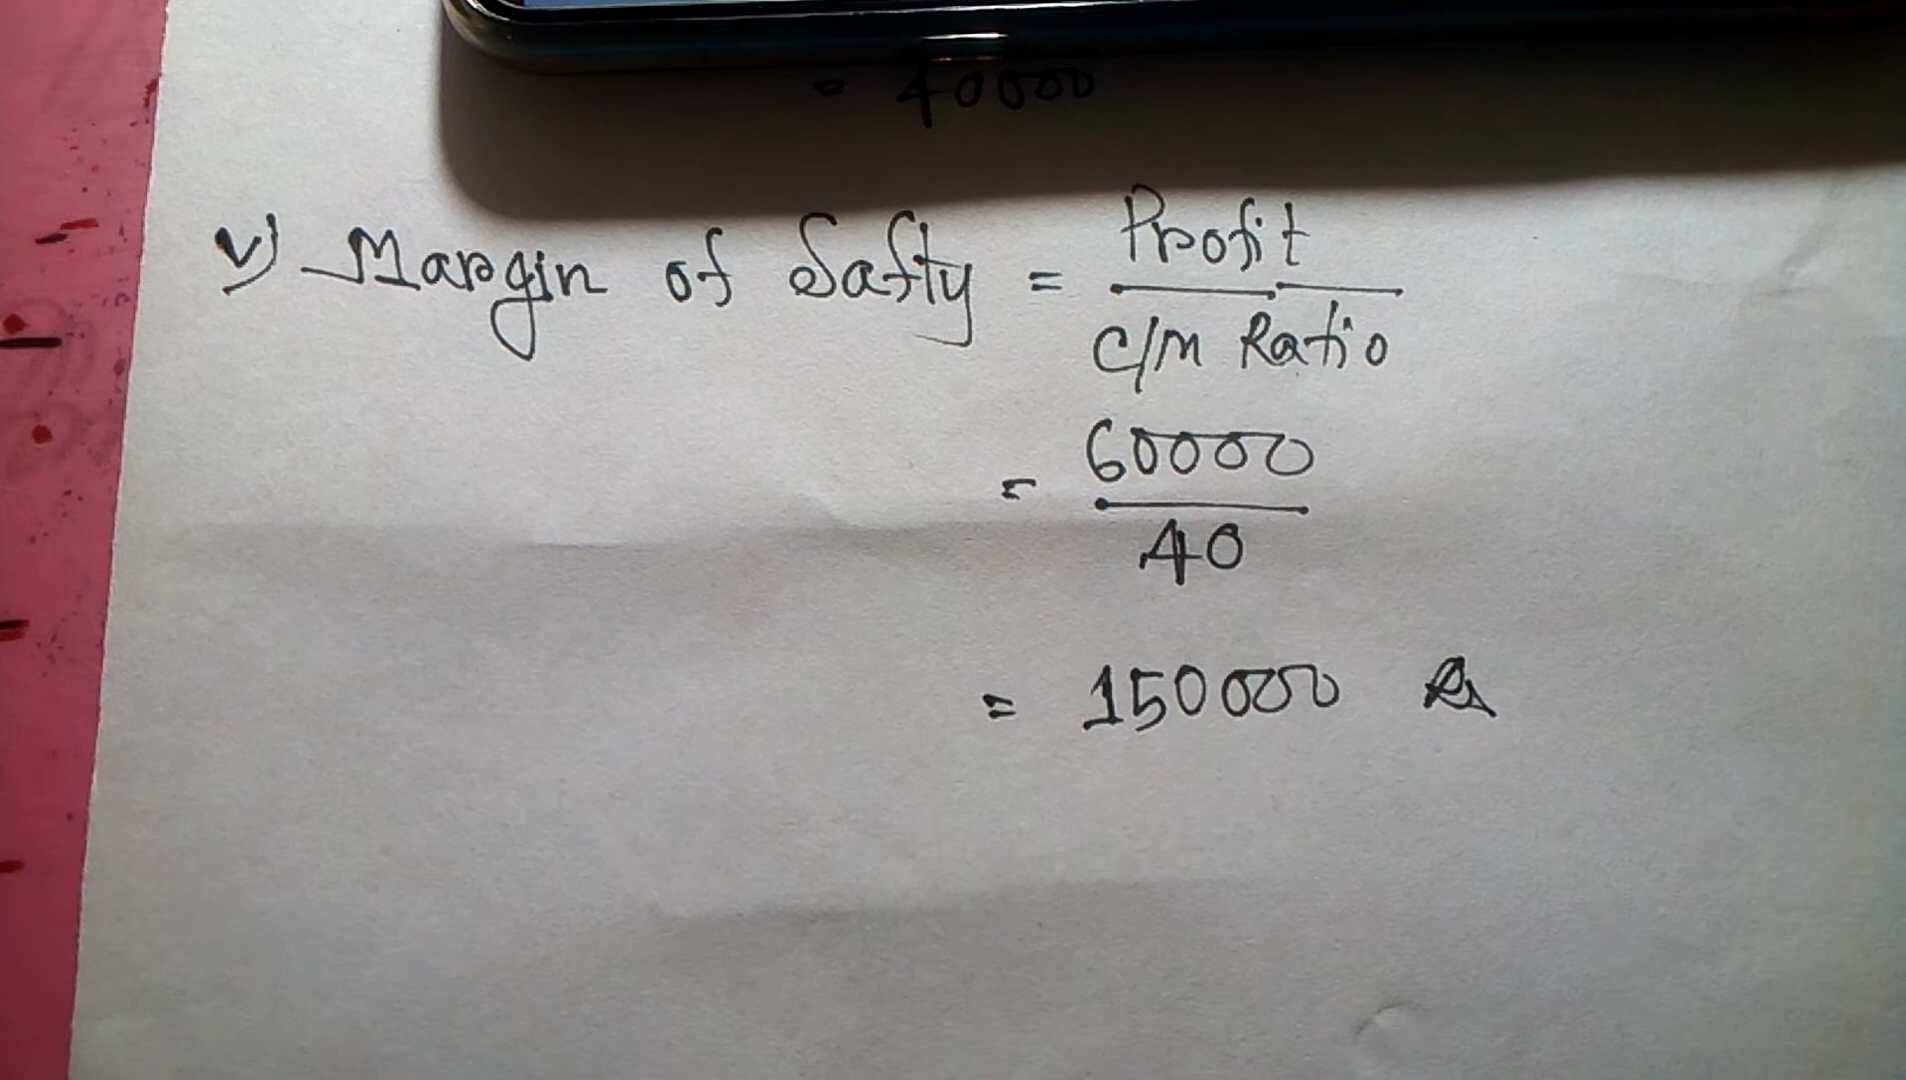 = 40000
v) Margin of Safty = Profit / C/M Ratio
= 60000 / 40
= 150000